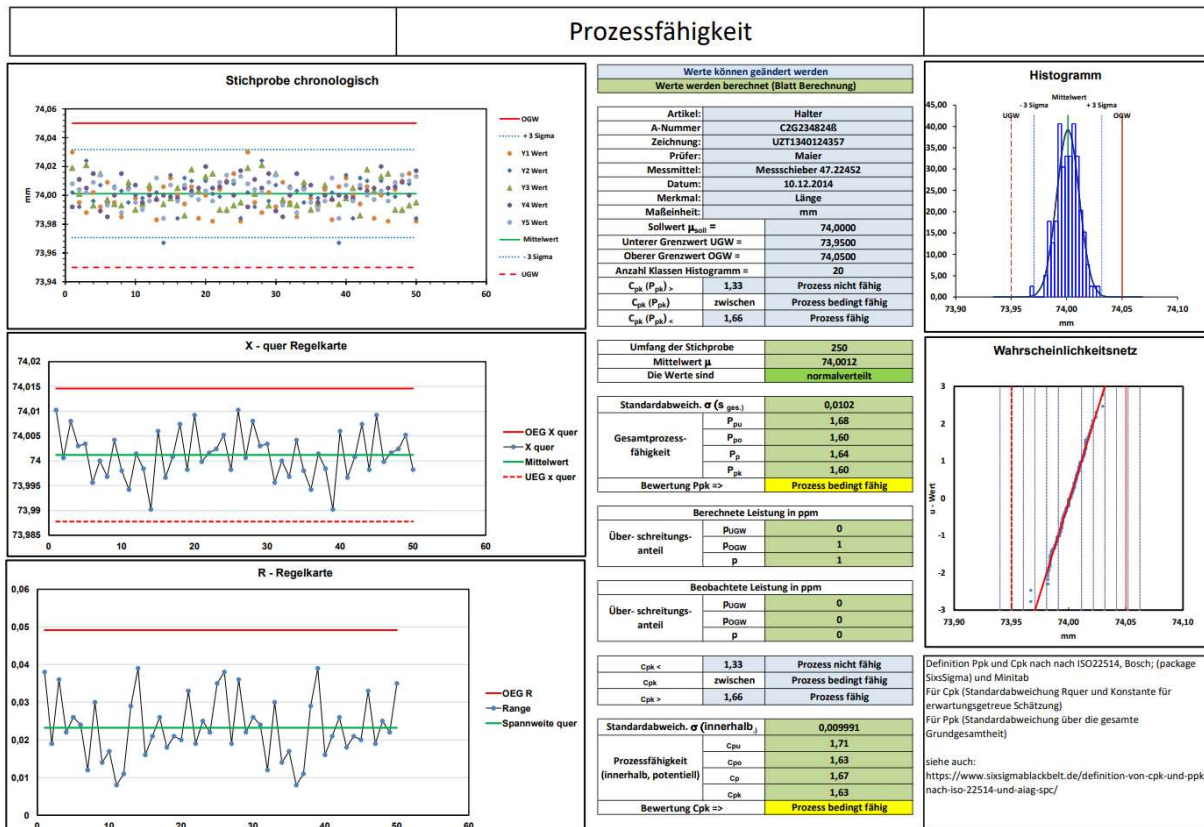 Prozessfähigkeit
Stichprobe chronologisch
74,06
74,04
74,02
74,00
73,98
73,96
73,94
mm
0 10 20 30 40 50 60
OGW
+ 3 Sigma
Y1 Wert
Y2 Wert
Y3 Wert
Y4 Wert
Y5 Wert
Mittelwert
- 3 Sigma
UGW
X - quer Regelkarte
74,02
74,015
74,01
74,005
74
73,995
73,99
73,985
0 10 20 30 40 50 60
OEG X quer
X quer
Mittelwert
UEG x quer
R - Regelkarte
0,06
0,05
0,04
0,03
0,02
0,01
0
0 10 20 30 40 50 60
OEG R
Range
Spannweite quer
Werte können geändert werden
Werte werden berechnet (Blatt Berechnung)
Artikel: Halter
A-Nummer C2G234824ß
Zeichnung: UZT1340124357
Prüfer: Maier
Messmittel: Messschieber 47.22452
Datum: 10.12.2014
Merkmal: Länge
Maßeinheit: mm
Sollwert µsoll = 74,0000
Unterer Grenzwert UGW = 73,9500
Oberer Grenzwert OGW = 74,0500
Anzahl Klassen Histogramm = 20
Cpk (Ppk) > 1,33 Prozess nicht fähig
Cpk (Ppk) zwischen Prozess bedingt fähig
Cpk (Ppk) < 1,66 Prozess fähig
Umfang der Stichprobe 250
Mittelwert µ 74,0012
Die Werte sind normalverteilt
Standardabweich. σ (s ges.) 0,0102
Gesamtprozess-
fähigkeit
Ppu 1,68
Ppo 1,60
Pp 1,64
Ppk 1,60
Bewertung Ppk => Prozess bedingt fähig
Berechnete Leistung in ppm
Über- schreitungs-
anteil
pUGW 0
pOGW 1
p 1
Beobachtete Leistung in ppm
Über- schreitungs-
anteil
pUGW 0
pOGW 0
p 0
Cpk < 1,33 Prozess nicht fähig
Cpk zwischen Prozess bedingt fähig
Cpk > 1,66 Prozess fähig
Standardabweich. σ (innerhalb.) 0,009991
Prozessfähigkeit
(innerhalb, potentiell)
Cpu 1,71
Cpo 1,63
Cp 1,67
Cpk 1,63
Bewertung Cpk => Prozess bedingt fähig
Histogramm
Mittelwert
- 3 Sigma + 3 Sigma
UGW OGW
45,00
40,00
35,00
30,00
25,00
20,00
15,00
10,00
5,00
0,00
73,90 73,95 74,00 74,05 74,10
mm
Wahrscheinlichkeitsnetz
3
2
1
0
-1
-2
-3
u - Wert
73,90 73,95 74,00 74,05 74,10
mm
Definition Ppk und Cpk nach nach ISO22514, Bosch; (package
SixsSigma) und Minitab
Für Cpk (Standardabweichung Rquer und Konstante für
erwartungsgetreue Schätzung)
Für Ppk (Standardabweichung über die gesamte
Grundgesamtheit)
siehe auch:
https://www.sixsigmablackbelt.de/definition-von-cpk-und-ppk
nach-iso-22514-und-aiag-spc/